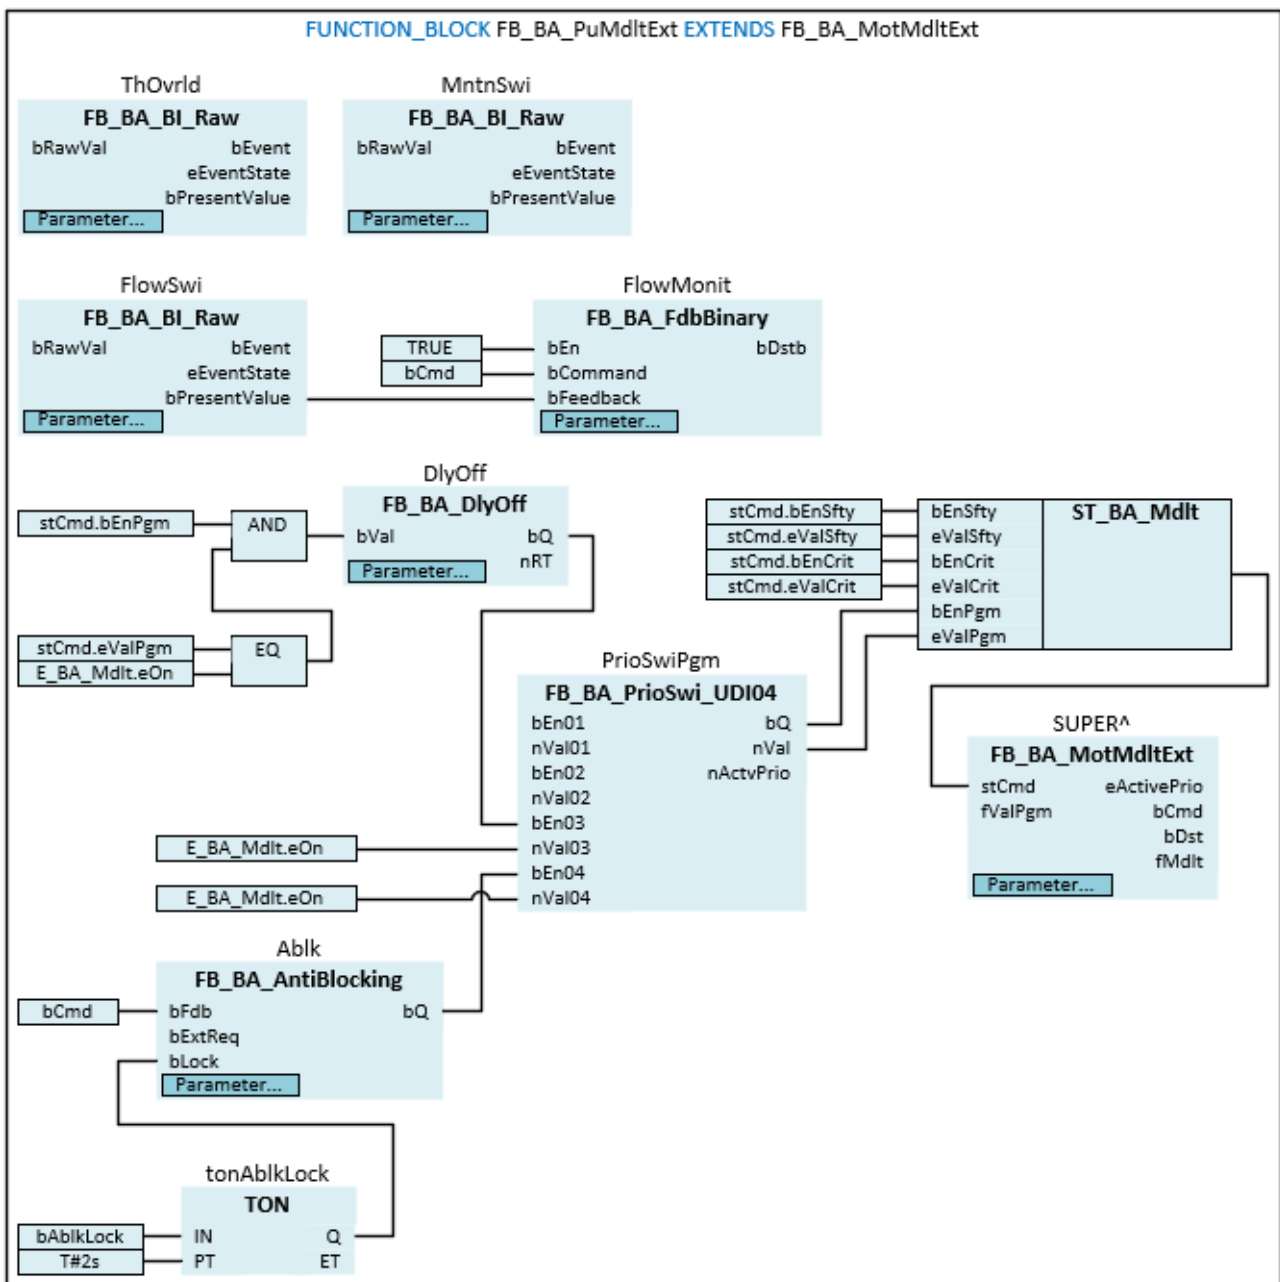 FUNCTION_BLOCK FB_BA_PuMdltExt EXTENDS FB_BA_MotMdltExt
ThOvrld
FB_BA_BI_Raw
bRawVal bEvent
eEventState
bPresentValue
Parameter...
MntnSwi
FB_BA_BI_Raw
bRawVal bEvent
eEventState
bPresentValue
Parameter...
FlowSwi
FB_BA_BI_Raw
bRawVal bEvent
eEventState
bPresentValue
Parameter...
FlowMonit
FB_BA_FdbBinary
TRUE bEn bDstb
bCmd bCommand
bFeedback
Parameter...
DlyOff
FB_BA_DlyOff
stCmd.bEnPgm AND bVal bQ
nRT
Parameter...
stCmd.eValPgm EQ
E_BA_Mdlt.eOn
ST_BA_Mdlt
stCmd.bEnSfty bEnSfty
stCmd.eValSfty eValSfty
stCmd.bEnCrit bEnCrit
stCmd.eValCrit eValCrit
bEnPgm
eValPgm
PrioSwiPgm
FB_BA_PrioSwi_UDI04
bEn01 bQ
nVal01 nVal
bEn02 nActvPrio
nVal02
bEn03
E_BA_Mdlt.eOn nVal03
bEn04
E_BA_Mdlt.eOn nVal04
SUPER^
FB_BA_MotMdltExt
stCmd eActivePrio
fValPgm bCmd
bDst
fMdlt
Parameter...
Ablk
FB_BA_AntiBlocking
bCmd bFdb bQ
bExtReq
bLock
Parameter...
tonAblkLock
TON
bAblkLock IN Q
T#2s PT ET